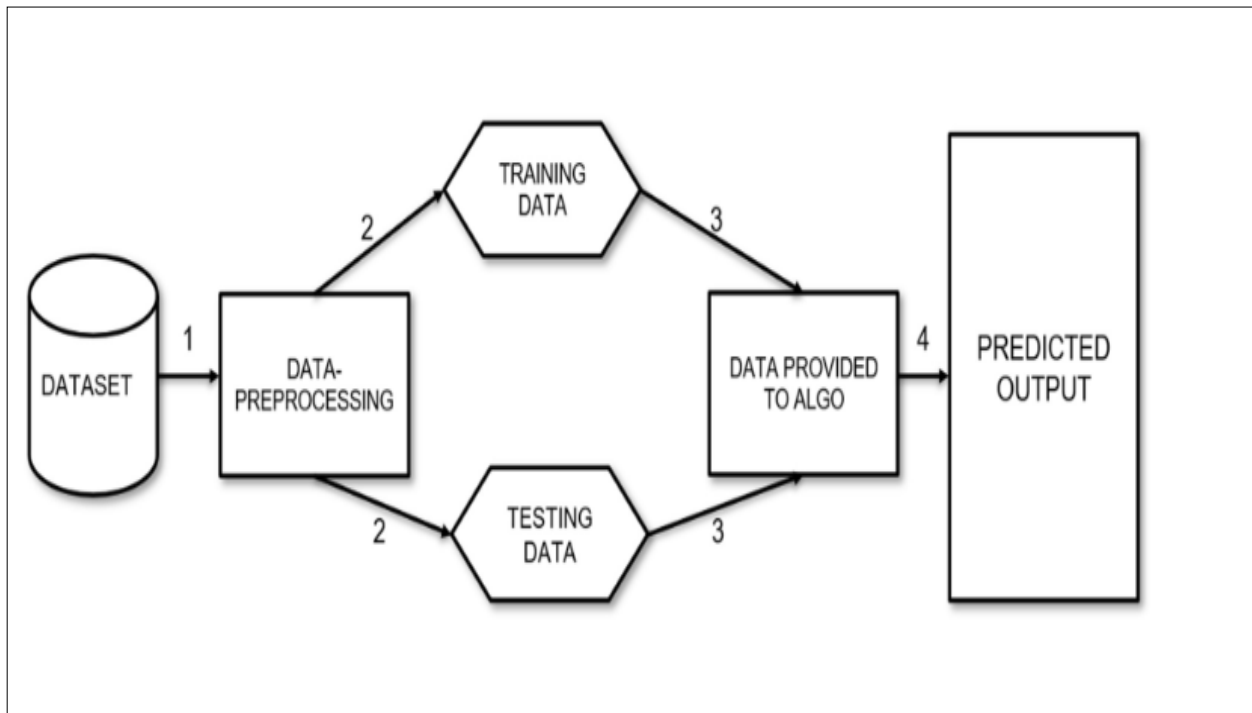 DATASET
1
DATA-
PREPROCESSING
2
TRAINING
DATA
2
TESTING
DATA
3
3
DATA PROVIDED
TO ALGO
4
PREDICTED
OUTPUT